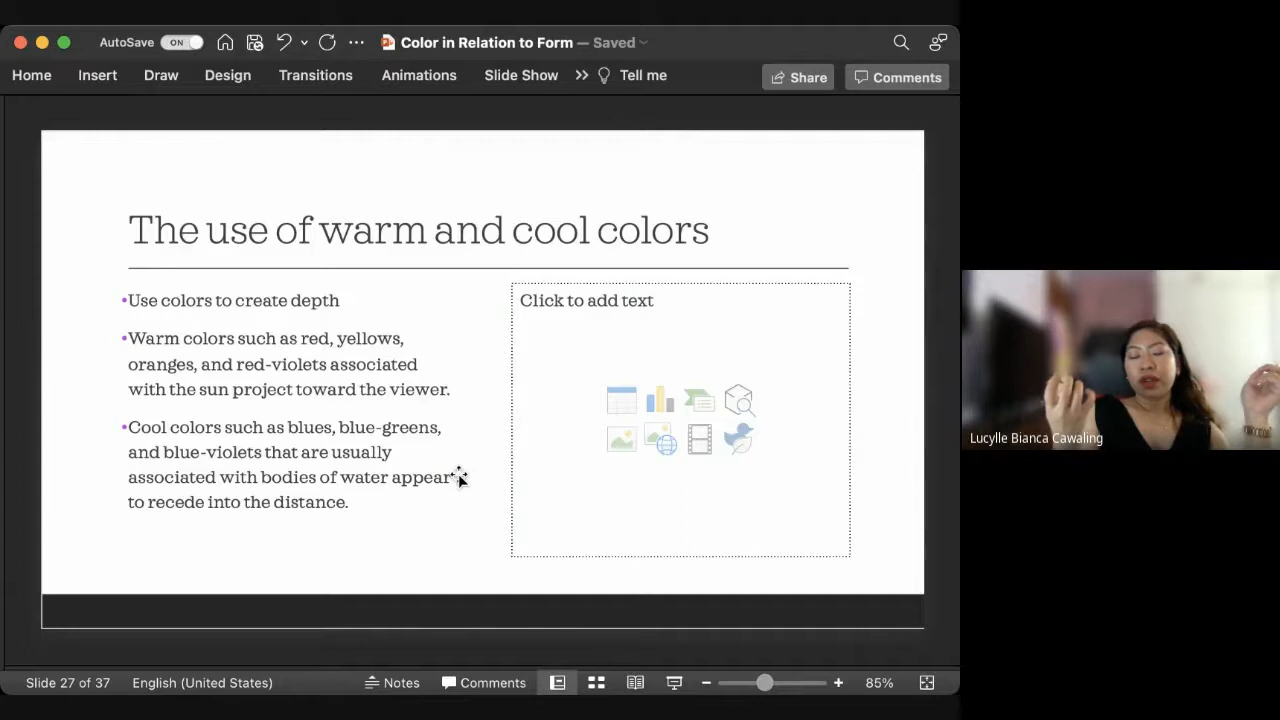 AutoSave ON Color in Relation to Form — Saved
Home Insert Draw Design Transitions Animations Slide Show Tell me Share Comments
The use of warm and cool colors
•Use colors to create depth
•Warm colors such as red, yellows,
oranges, and red-violets associated
with the sun project toward the viewer.
•Cool colors such as blues, blue-greens,
and blue-violets that are usually
associated with bodies of water appear
to recede into the distance.
Click to add text
Lucylle Bianca Cawaling
Slide 27 of 37 English (United States) Notes Comments 85%